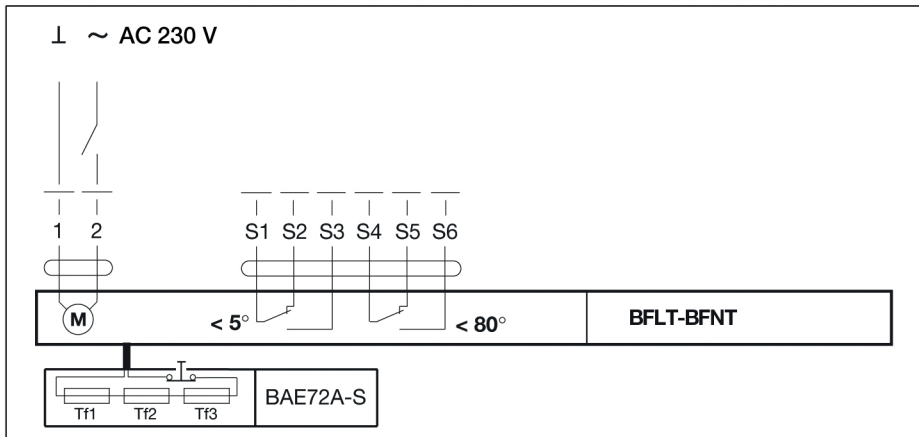 ⊥ ~ AC 230 V
1 2 S1 S2 S3 S4 S5 S6
M < 5° < 80° BFLT-BFNT
Tf1 Tf2 Tf3 BAE72A-S